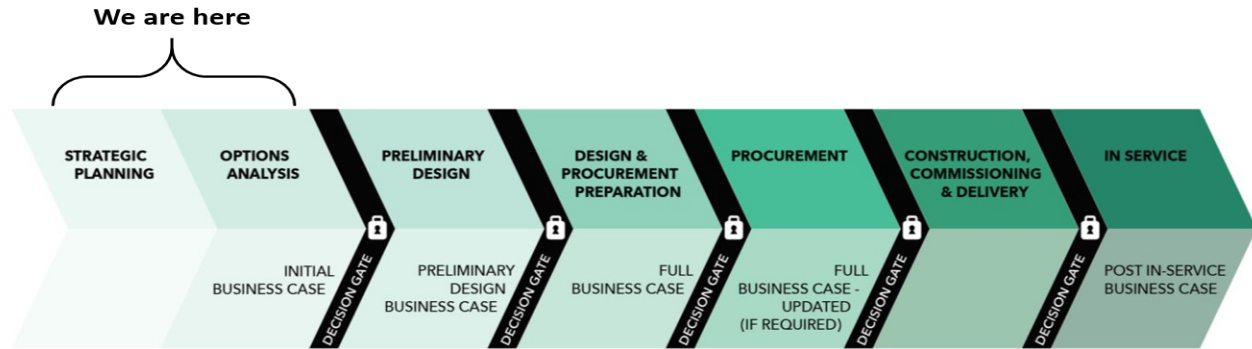 We are here
STRATEGIC
PLANNING
OPTIONS
ANALYSIS
PRELIMINARY
DESIGN
DESIGN &
PROCUREMENT
PREPARATION
PROCUREMENT
CONSTRUCTION,
COMMISSIONING
& DELIVERY
IN SERVICE
INITIAL
BUSINESS CASE
DECISION GATE
PRELIMINARY
DESIGN
BUSINESS CASE
DECISION GATE
FULL
BUSINESS CASE
DECISION GATE
FULL
BUSINESS CASE -
UPDATED
(IF REQUIRED)
DECISION GATE
DECISION GATE
POST IN-SERVICE
BUSINESS CASE